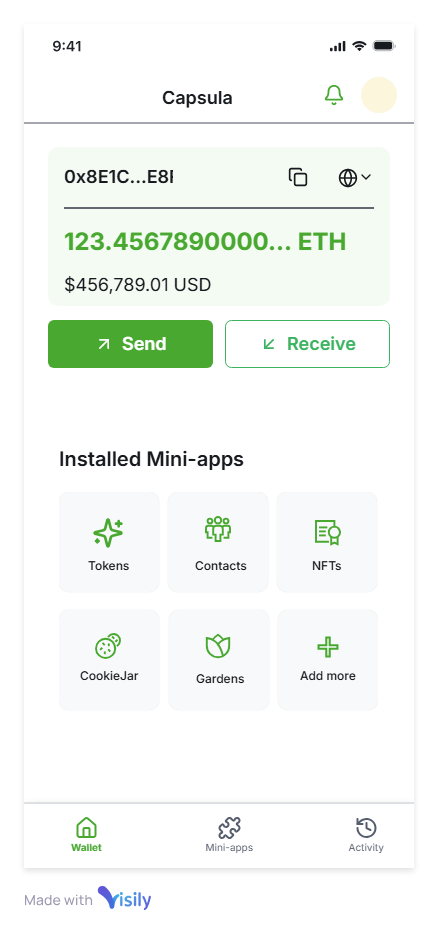 9:41
Capsula
0x8E1C...E8F
123.4567890000... ETH
$456,789.01 USD
Send
Receive
Installed Mini-apps
Tokens
Contacts
NFTs
CookieJar
Gardens
Add more
Wallet
Mini-apps
Activity
Made with Visily